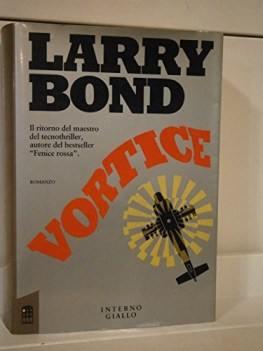 LARRY
BOND
Il ritorno del maestro
del tecnothriller,
autore del bestseller
"Fenice rossa".
ROMANZO
VORTICE
INTERNO
GIALLO